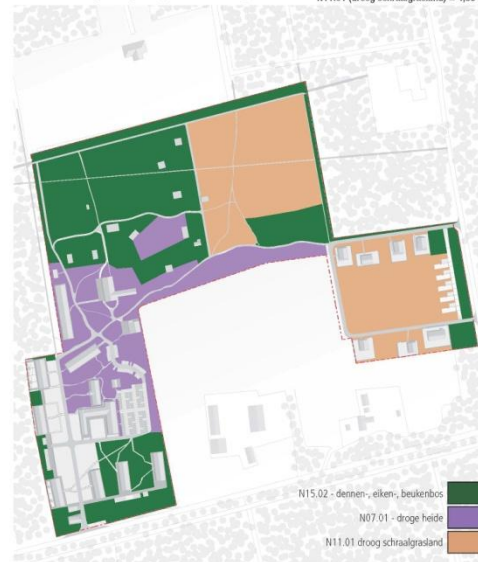 N15.02 - dennen-, eiken-, beukenbos
N07.01 - droge heide
N11.01 droog schraalgrasland